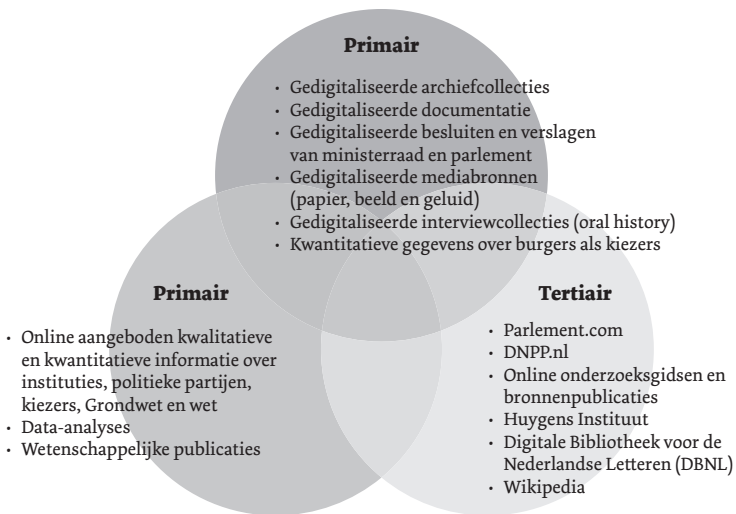 Primair
· Gedigitaliseerde archiefcollecties
· Gedigitaliseerde documentatie
· Gedigitaliseerde besluiten en verslagen
van ministerraad en parlement
· Gedigitaliseerde mediabronnen
(papier, beeld en geluid)
· Gedigitaliseerde interviewcollecties (oral history)
· Kwantitatieve gegevens over burgers als kiezers
Primair
· Online aangeboden kwalitatieve
en kwantitatieve informatie over
instituties, politieke partijen,
kiezers, Grondwet en wet
· Data-analyses
· Wetenschappelijke publicaties
Tertiair
· Parlement.com
· DNPP.nl
· Online onderzoeksgidsen en
bronnenpublicaties
· Huygens Instituut
· Digitale Bibliotheek voor de
Nederlandse Letteren (DBNL)
· Wikipedia